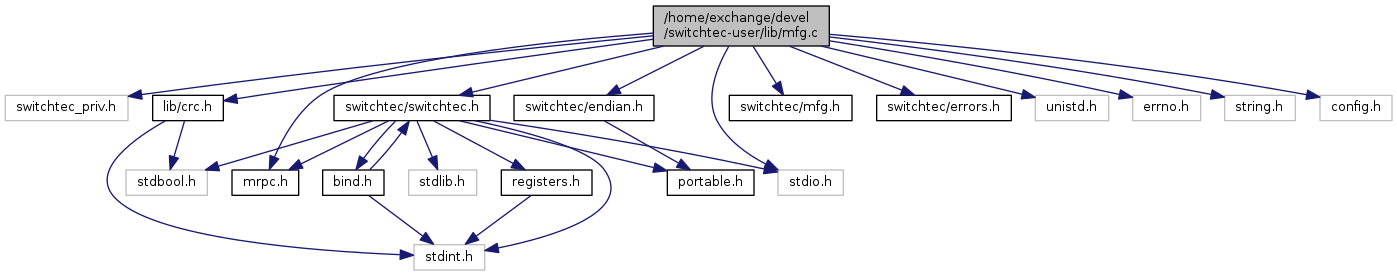 /home/exchange/devel
/switchtec-user/lib/mfg.c
switchtec_priv.h
lib/crc.h
switchtec/switchtec.h
switchtec/endian.h
switchtec/mfg.h
switchtec/errors.h
unistd.h
errno.h
string.h
config.h
stdbool.h
mrpc.h
bind.h
stdlib.h
registers.h
portable.h
stdio.h
stdint.h